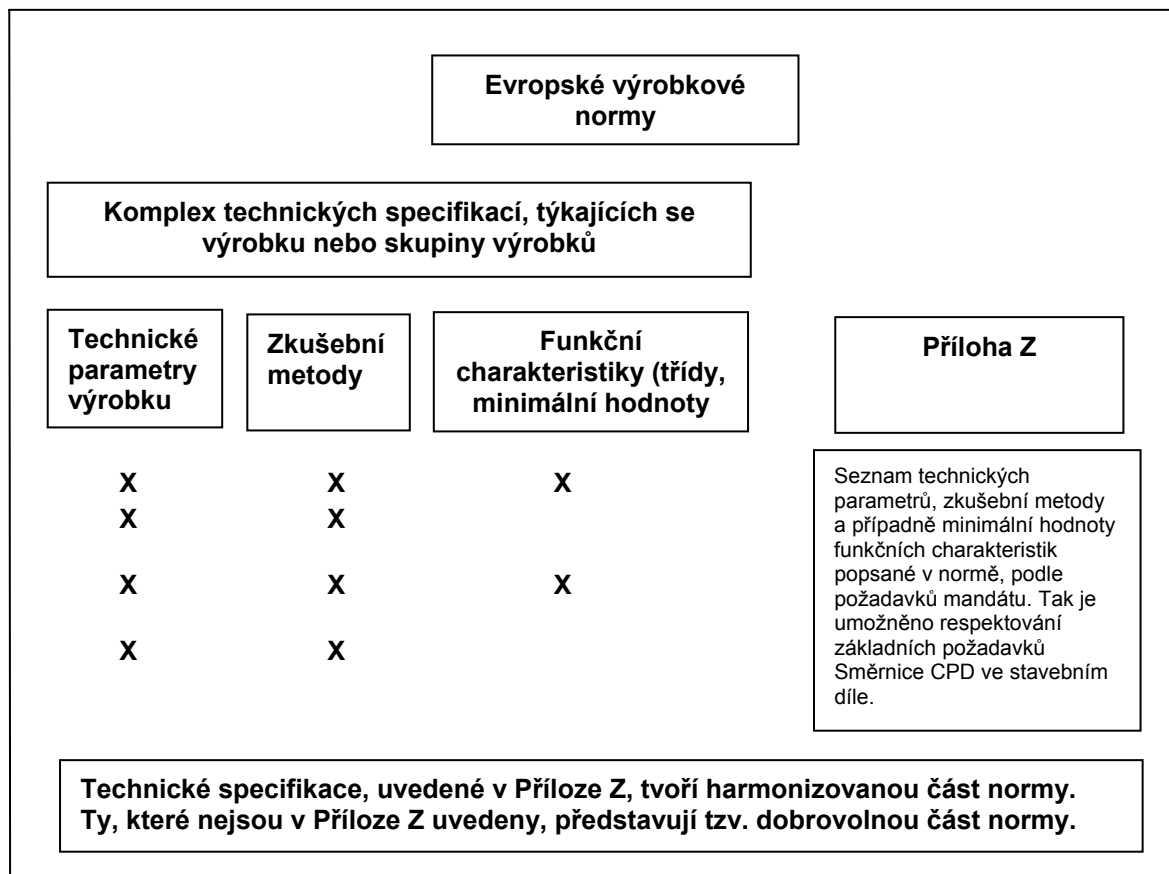 Evropské výrobkové
normy
Komplex technických specifikací, týkajících se
výrobku nebo skupiny výrobků
Technické
parametry
výrobku
Zkušební
metody
Funkční
charakteristiky (třídy,
minimální hodnoty
Příloha Z
X X X
X X
X X X
X X
Seznam technických
parametrů, zkušební metody
a případně minimální hodnoty
funkčních charakteristik
popsané v normě, podle
požadavků mandátu. Tak je
umožněno respektování
základních požadavků
Směrnice CPD ve stavebním
díle.
Technické specifikace, uvedené v Příloze Z, tvoří harmonizovanou část normy.
Ty, které nejsou v Příloze Z uvedeny, představují tzv. dobrovolnou část normy.